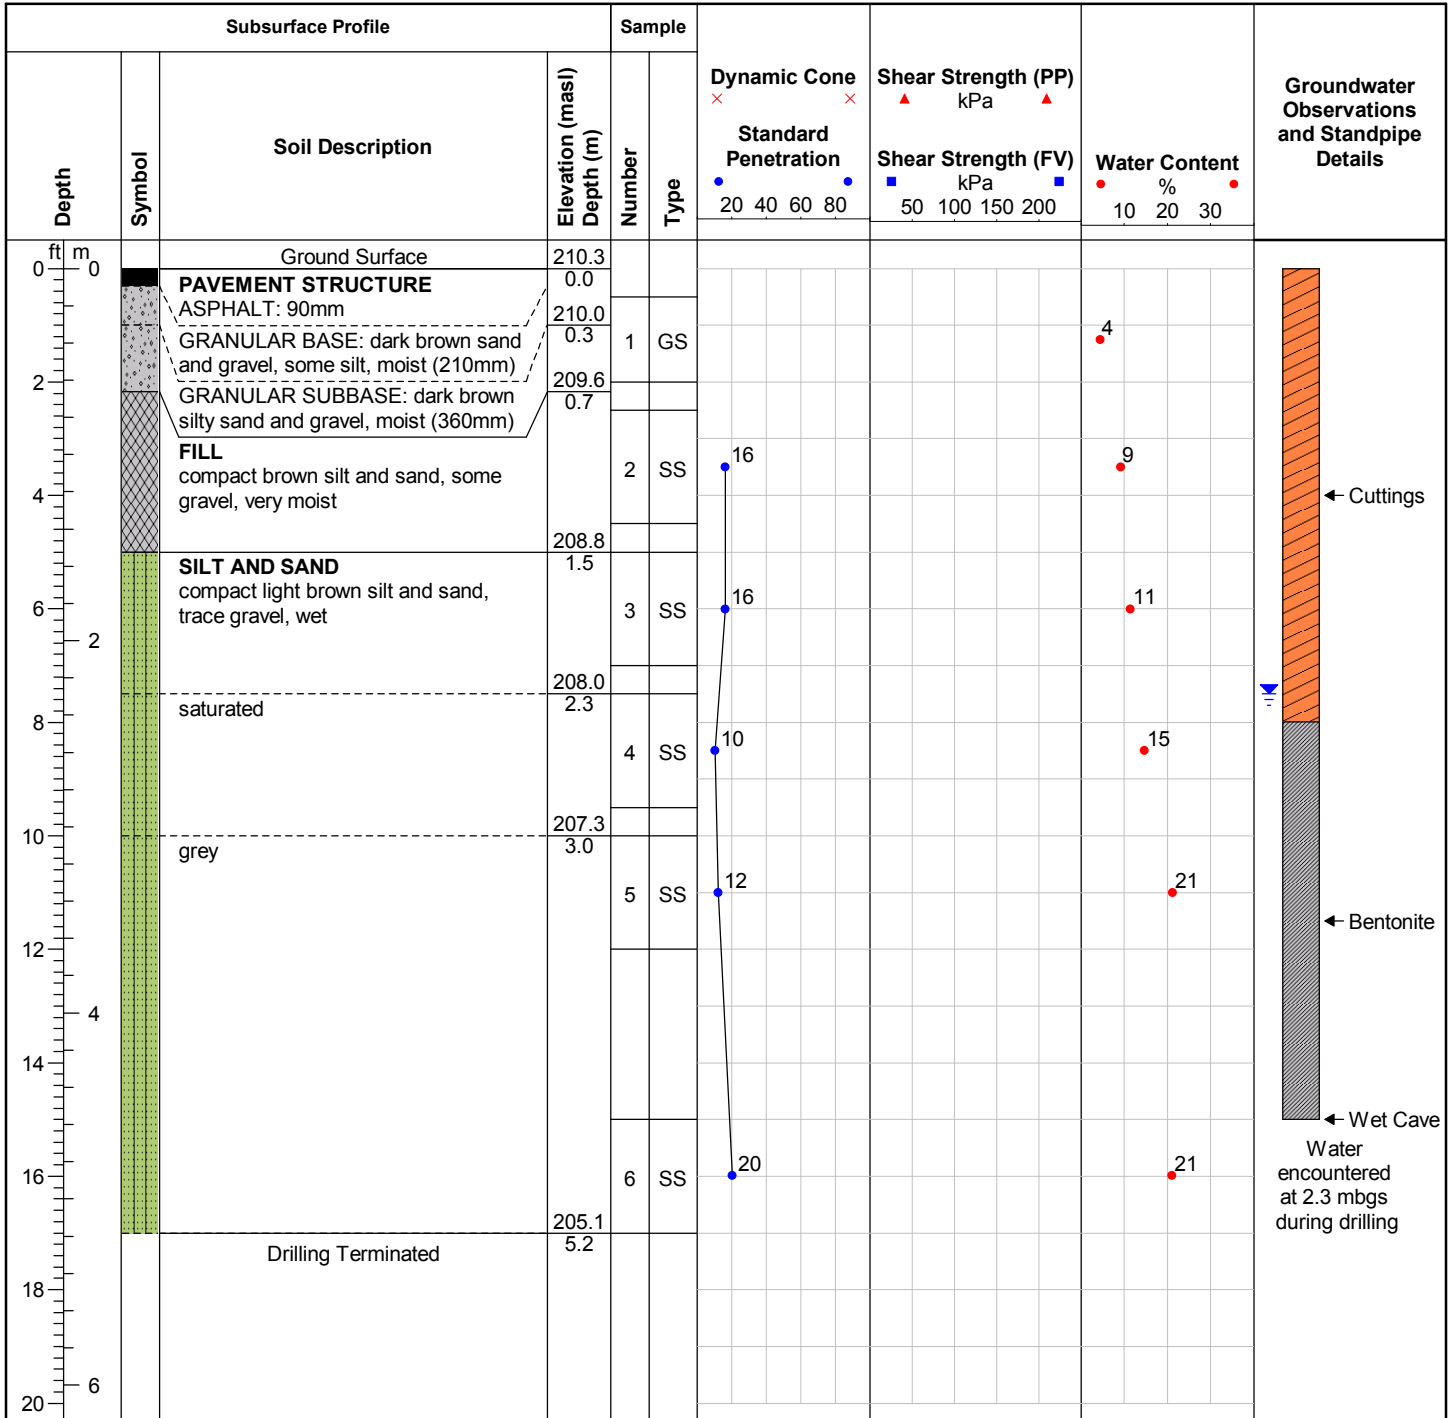 Subsurface Profile
Sample
Depth
Symbol
Soil Description
Elevation (masl)
Depth (m)
Number
Type
Dynamic Cone
Standard
Penetration
20 40 60 80
Shear Strength (PP)
kPa
Shear Strength (FV)
kPa
50 100 150 200
Water Content
%
10 20 30
Groundwater
Observations
and Standpipe
Details
ft m
0 0
2
4
6
2
8
10
12
4
14
16
18
6
20
Ground Surface
210.3
0.0
PAVEMENT STRUCTURE
ASPHALT: 90mm
210.0
0.3
GRANULAR BASE: dark brown sand
and gravel, some silt, moist (210mm)
209.6
0.7
GRANULAR SUBBASE: dark brown
silty sand and gravel, moist (360mm)
FILL
compact brown silt and sand, some
gravel, very moist
208.8
1.5
SILT AND SAND
compact light brown silt and sand,
trace gravel, wet
208.0
2.3
saturated
207.3
3.0
grey
205.1
5.2
Drilling Terminated
1 GS
2 SS
3 SS
4 SS
5 SS
6 SS
16
16
10
12
20
4
9
11
15
21
21
Cuttings
Bentonite
Wet Cave
Water
encountered
at 2.3 mbgs
during drilling